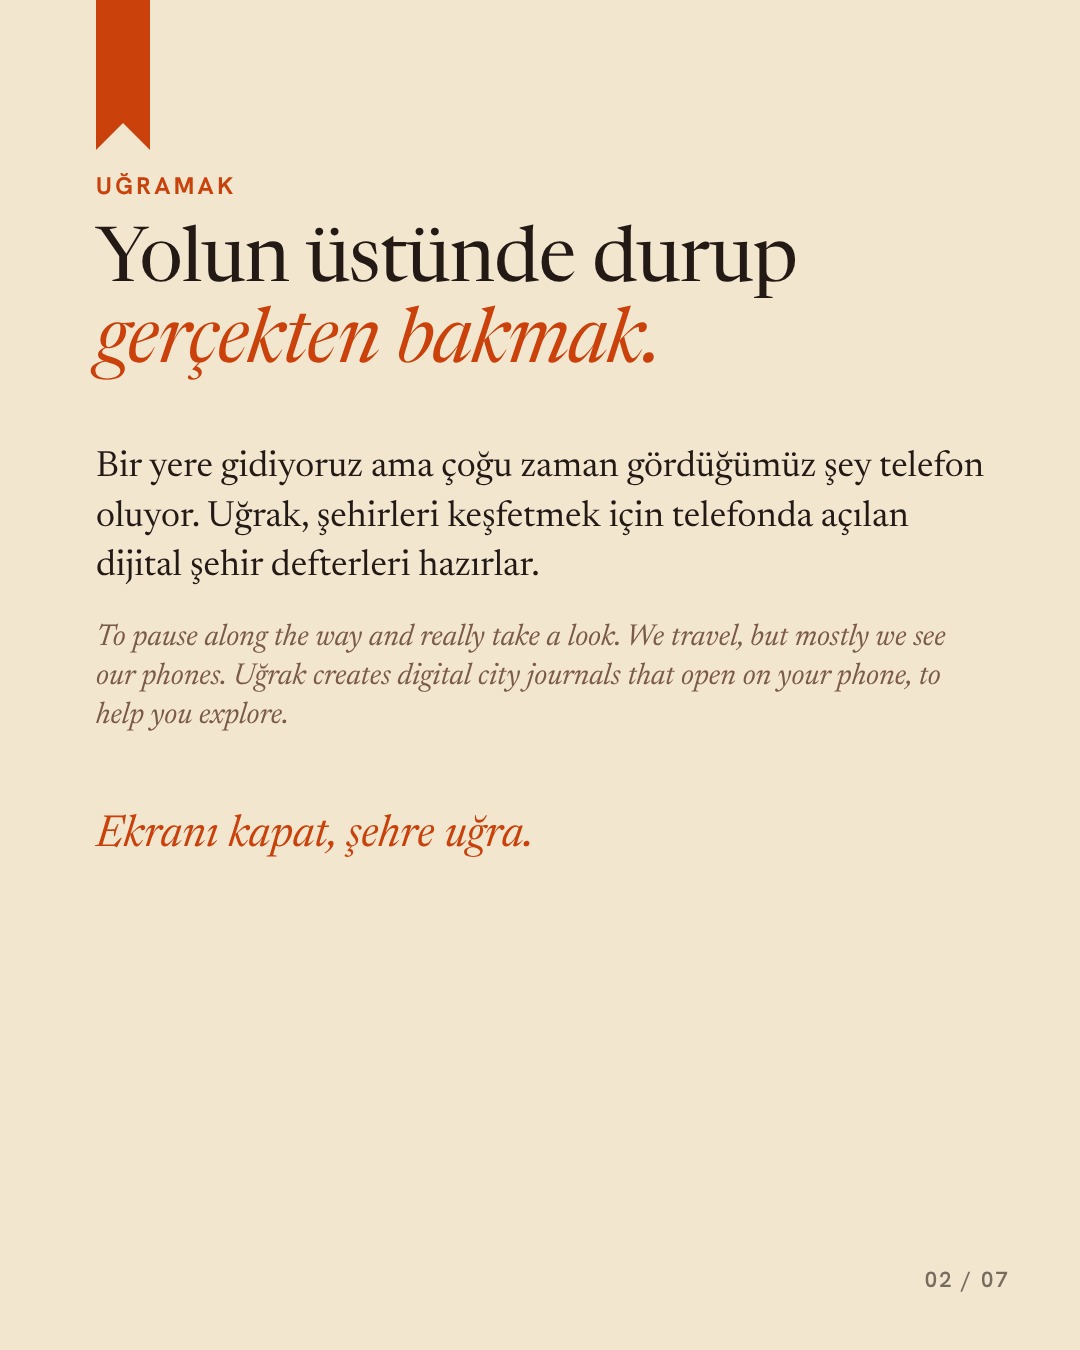 UĞRAMAK
Yolun üstünde durup
gerçekten bakmak.
Bir yere gidiyoruz ama çoğu zaman gördüğümüz şey telefon
oluyor. Uğrak, şehirleri keşfetmek için telefonda açılan
dijital şehir defterleri hazırlar.
To pause along the way and really take a look. We travel, but mostly we see
our phones. Uğrak creates digital city journals that open on your phone, to
help you explore.
Ekranı kapat, şehre uğra.
02 / 07